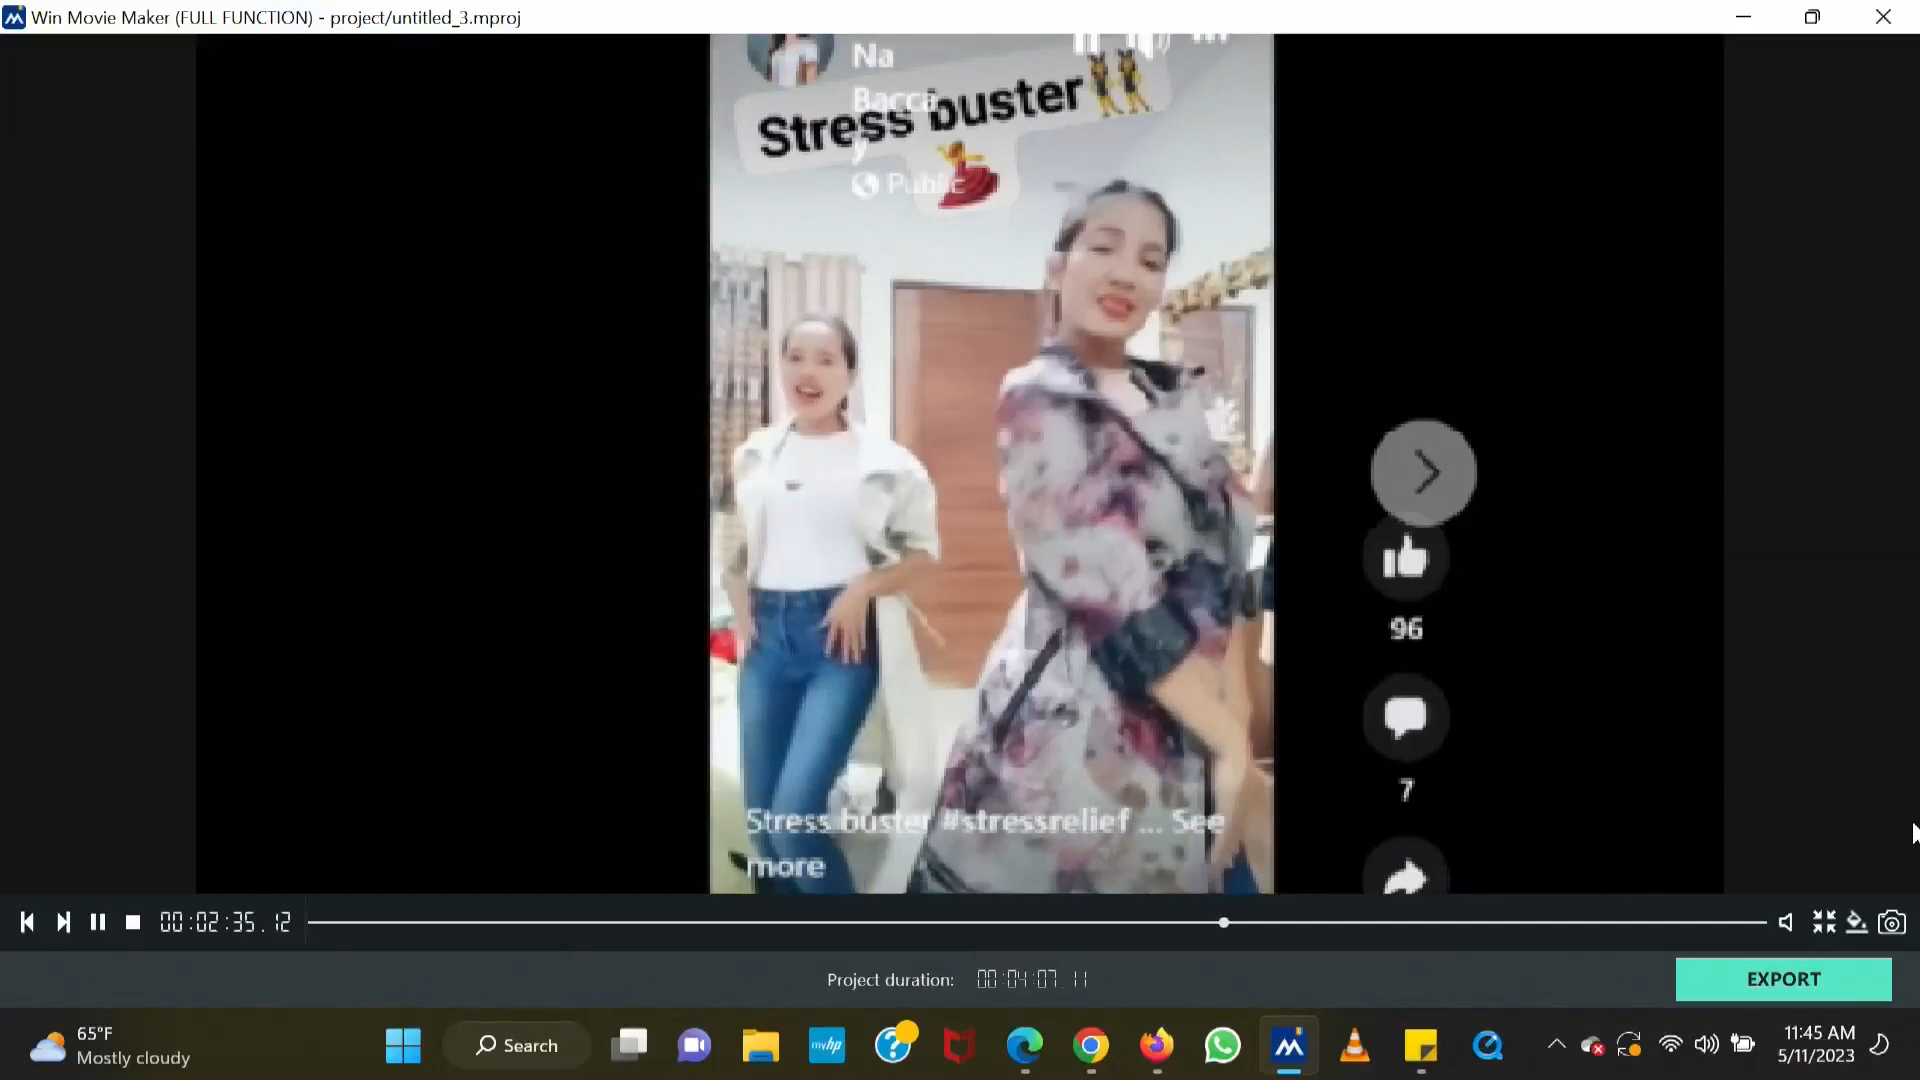 Win Movie Maker (FULL FUNCTION) - project/untitled_3.mproj
Na
Bacca
y
Public
Stress buster
96
7
Stress buster #stressrelief ... See
more
00:02:35.12
Project duration: 00:04:07.11
EXPORT
65°F
Mostly cloudy
Search
myhp
11:45 AM
5/11/2023